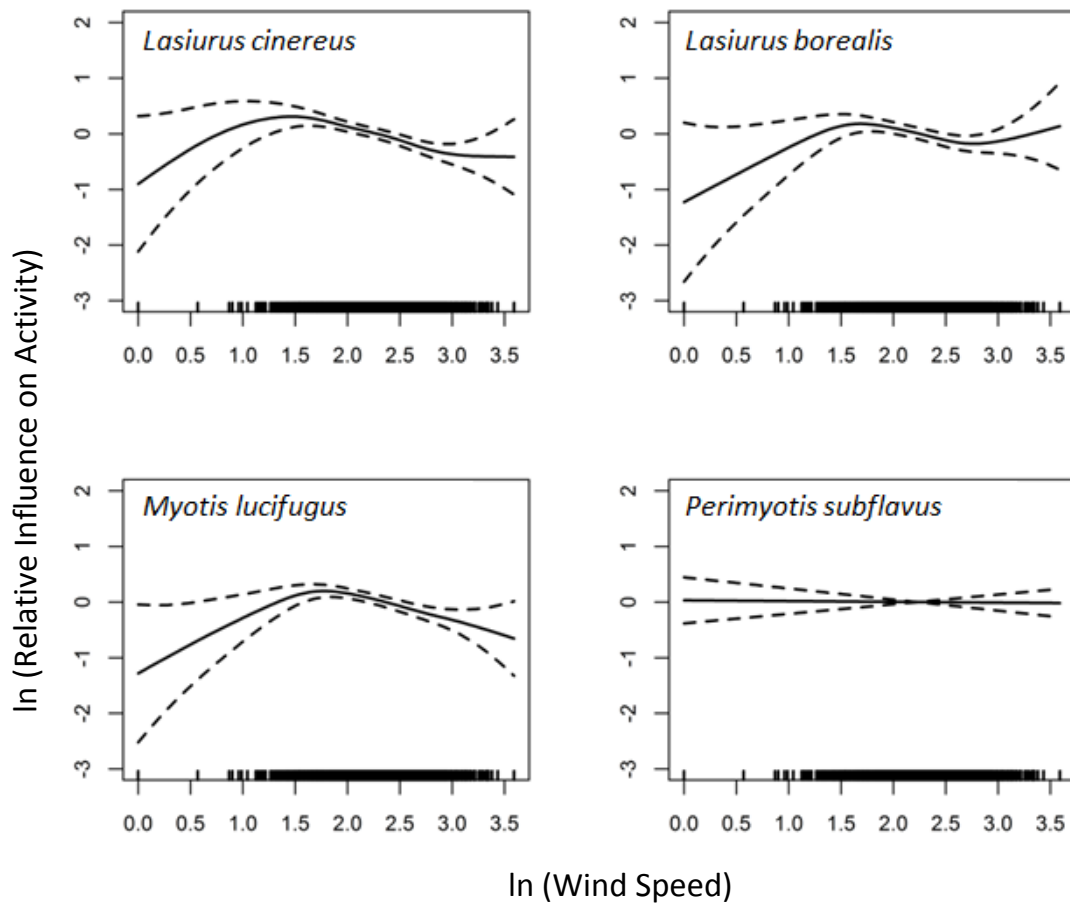 Lasiurus cinereus
2
1
0
-1
-2
-3
0.0 0.5 1.0 1.5 2.0 2.5 3.0 3.5
Lasiurus borealis
2
1
0
-1
-2
-3
0.0 0.5 1.0 1.5 2.0 2.5 3.0 3.5
ln (Relative Influence on Activity)
Myotis lucifugus
2
1
0
-1
-2
-3
0.0 0.5 1.0 1.5 2.0 2.5 3.0 3.5
Perimyotis subflavus
2
1
0
-1
-2
-3
0.0 0.5 1.0 1.5 2.0 2.5 3.0 3.5
ln (Wind Speed)